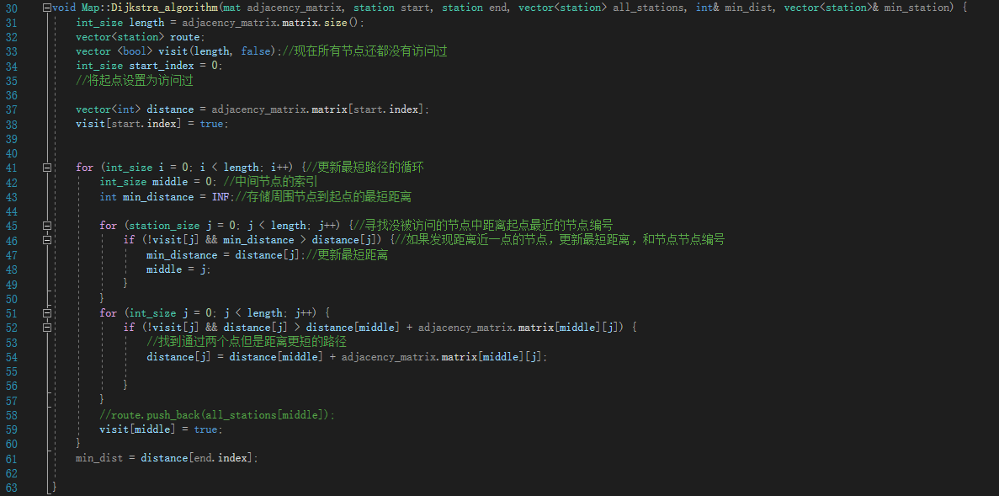 30 void Map::Dijkstra_algorithm(mat adjacency_matrix, station start, station end, vector<station> all_stations, int& min_dist, vector<station>& min_station) {
31 int_size length = adjacency_matrix.matrix.size();
32 vector<station> route;
33 vector <bool> visit(length, false);//现在所有节点还都没有访问过
34 int_size start_index = 0;
35 //将起点设置为访问过
36
37 vector<int> distance = adjacency_matrix.matrix[start.index];
38 visit[start.index] = true;
39
40
41 for (int_size i = 0; i < length; i++) {//更新最短路径的循环
42 int_size middle = 0; //中间节点的索引
43 int min_distance = INF;//存储周围节点到起点的最短距离
44
45 for (station_size j = 0; j < length; j++) {//寻找没被访问的节点中距离起点最近的节点编号
46 if (!visit[j] && min_distance > distance[j]) {//如果发现距离近一点的节点，更新最短距离，和节点节点编号
47 min_distance = distance[j];//更新最短距离
48 middle = j;
49 }
50 }
51 for (int_size j = 0; j < length; j++) {
52 if (!visit[j] && distance[j] > distance[middle] + adjacency_matrix.matrix[middle][j]) {
53 //找到通过两个点但是距离更短的路径
54 distance[j] = distance[middle] + adjacency_matrix.matrix[middle][j];
55
56 }
57 }
58 //route.push_back(all_stations[middle]);
59 visit[middle] = true;
60 }
61 min_dist = distance[end.index];
62
63 }